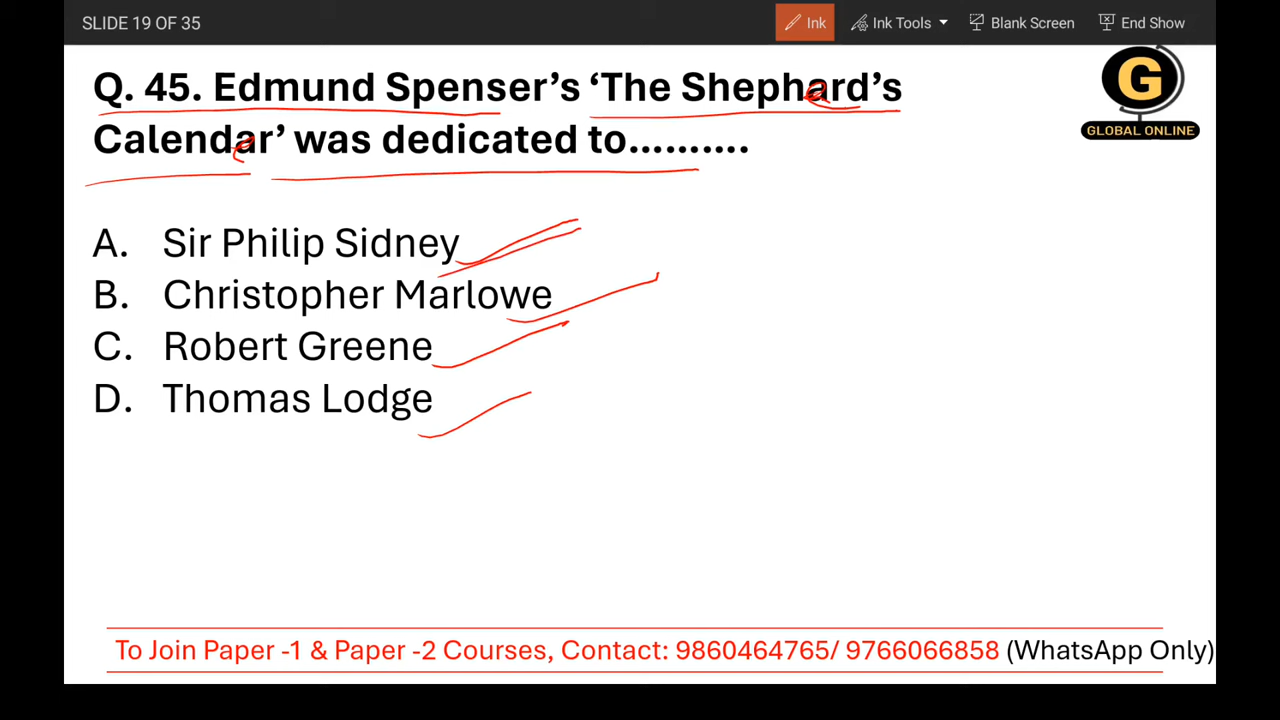 SLIDE 19 OF 35
Ink
Ink Tools
Blank Screen
End Show
Q. 45. Edmund Spenser’s ‘The Shephard’s
Calendar’ was dedicated to..........
G
GLOBAL ONLINE
A. Sir Philip Sidney
B. Christopher Marlowe
C. Robert Greene
D. Thomas Lodge
To Join Paper -1 & Paper -2 Courses, Contact: 9860464765/ 9766066858 (WhatsApp Only)